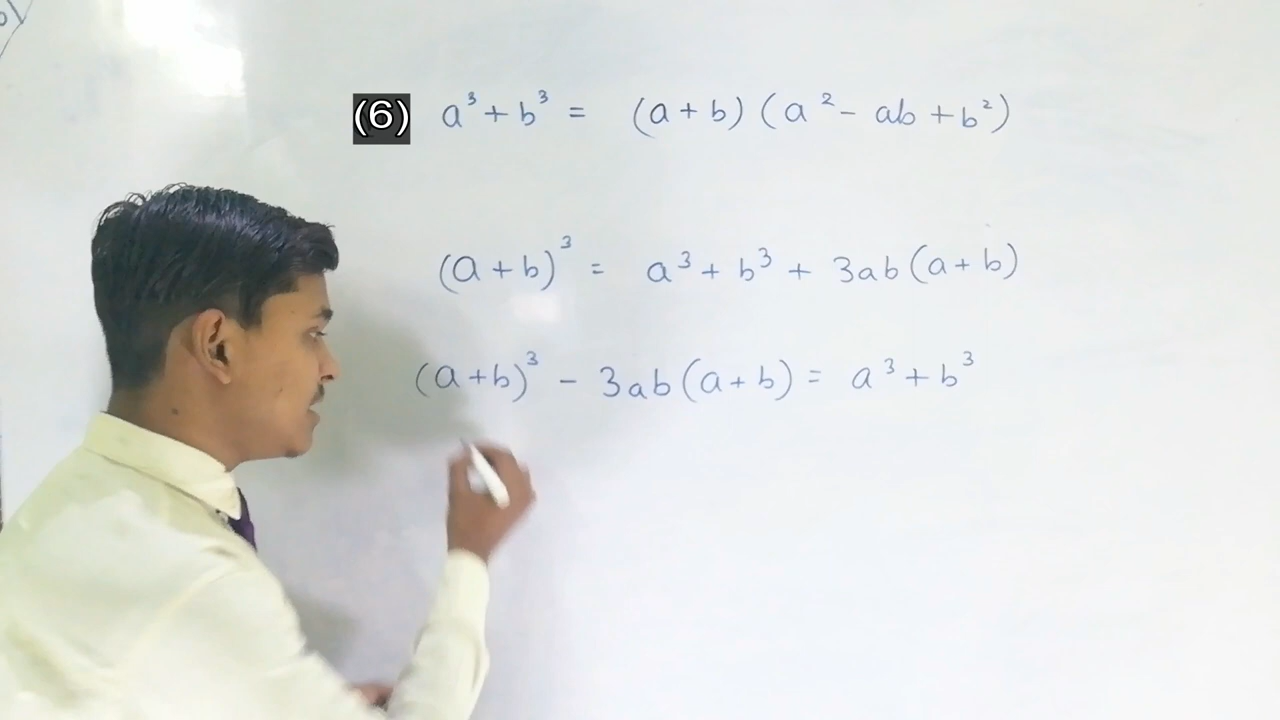 (6) a³ + b³ = (a + b) (a² - ab + b²)
(a + b)³ = a³ + b³ + 3ab(a + b)
(a + b)³ - 3ab(a + b) = a³ + b³